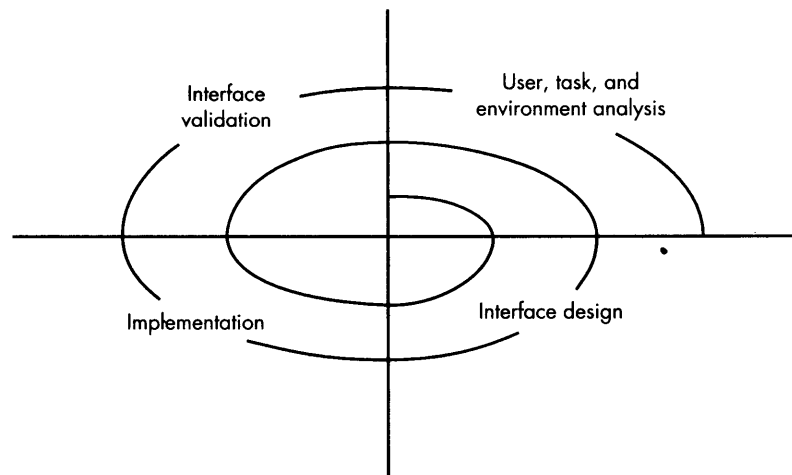 Interface
validation
User, task, and
environment analysis
Implementation
Interface design